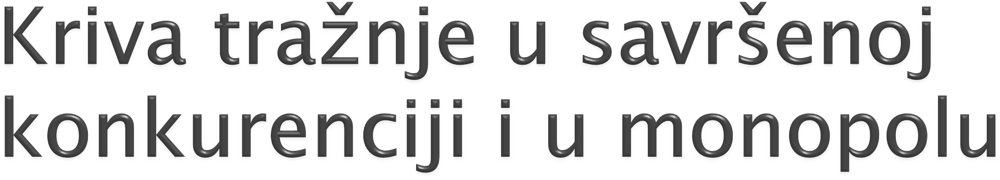 Kriva tražnje u savršenoj
konkurenciji i u monopolu